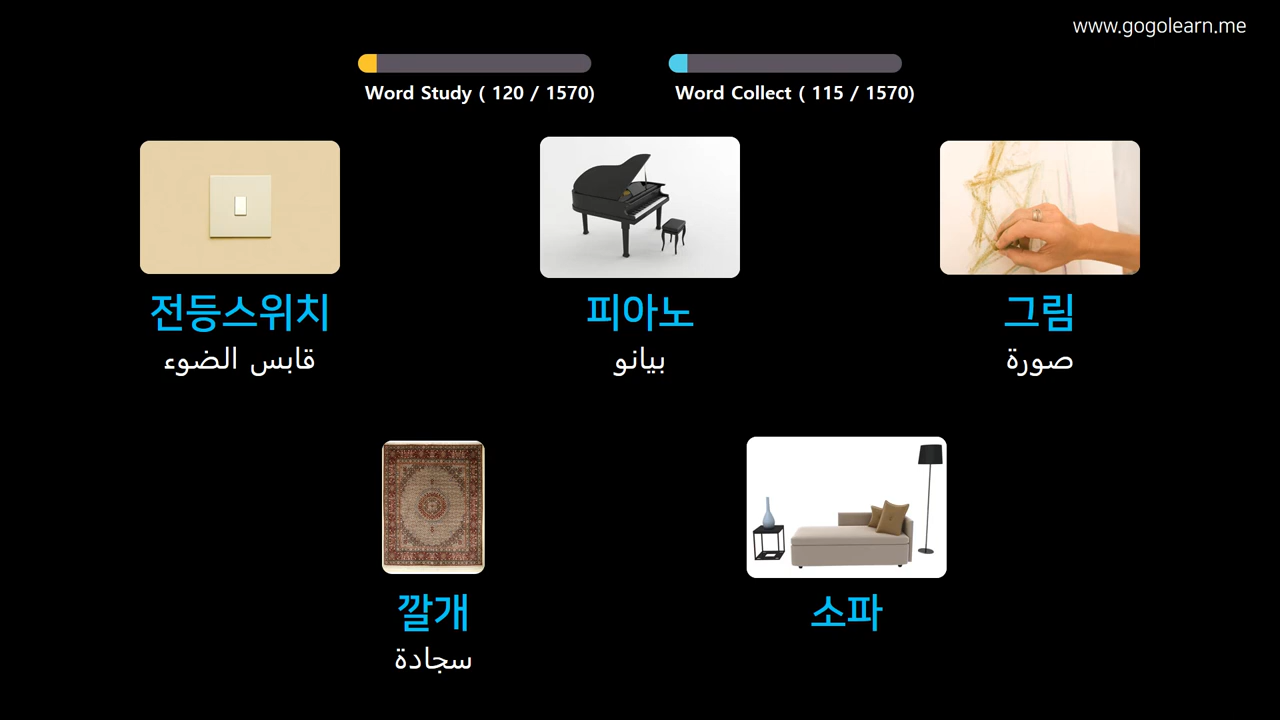 www.gogolearn.me
Word Study ( 120 / 1570)
Word Collect ( 115 / 1570)
전등스위치
قابس الضوء
피아노
بيانو
그림
صورة
깔개
سجادة
소파